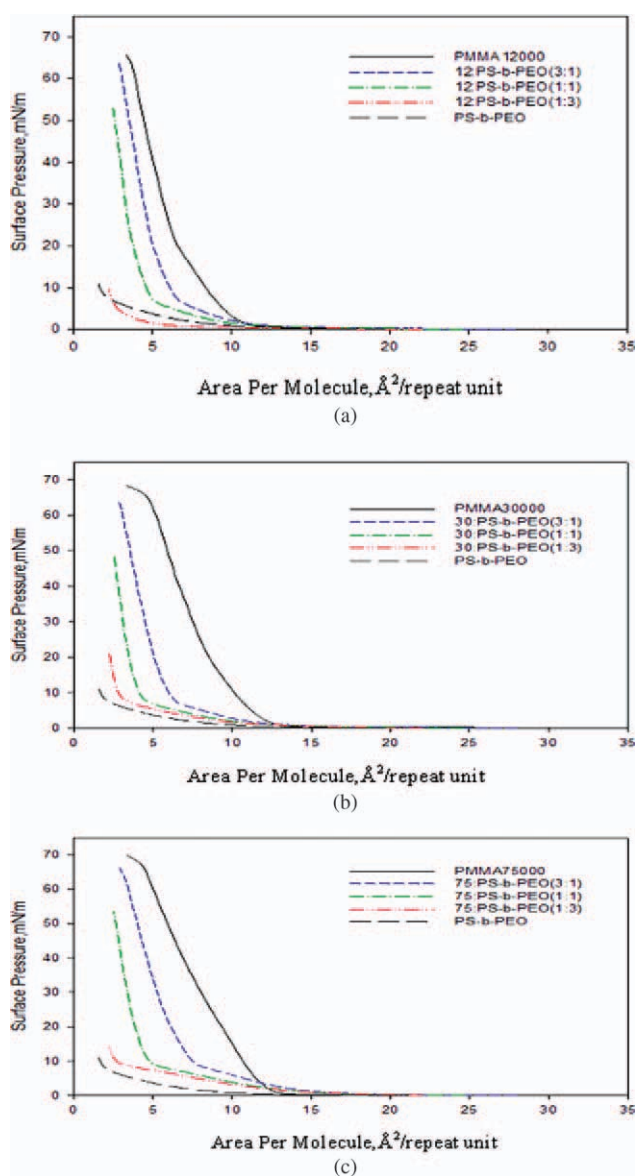 70
60
50
40
30
20
10
0
Surface Pressure,mN/m
PMMA12000
12:PS-b-PEO(3:1)
12:PS-b-PEO(1:1)
12:PS-b-PEO(1:3)
PS-b-PEO
0 5 10 15 20 25 30 35
Area Per Molecule,Å²/repeat unit
(a)
70
60
50
40
30
20
10
0
Surface Pressure,mN/m
PMMA30000
30:PS-b-PEO(3:1)
30:PS-b-PEO(1:1)
30:PS-b-PEO(1:3)
PS-b-PEO
0 5 10 15 20 25 30 35
Area Per Molecule,Å²/repeat unit
(b)
70
60
50
40
30
20
10
0
Surface Pressure,mN/m
PMMA75000
75:PS-b-PEO(3:1)
75:PS-b-PEO(1:1)
75:PS-b-PEO(1:3)
PS-b-PEO
0 5 10 15 20 25 30 35
Area Per Molecule,Å²/repeat unit
(c)